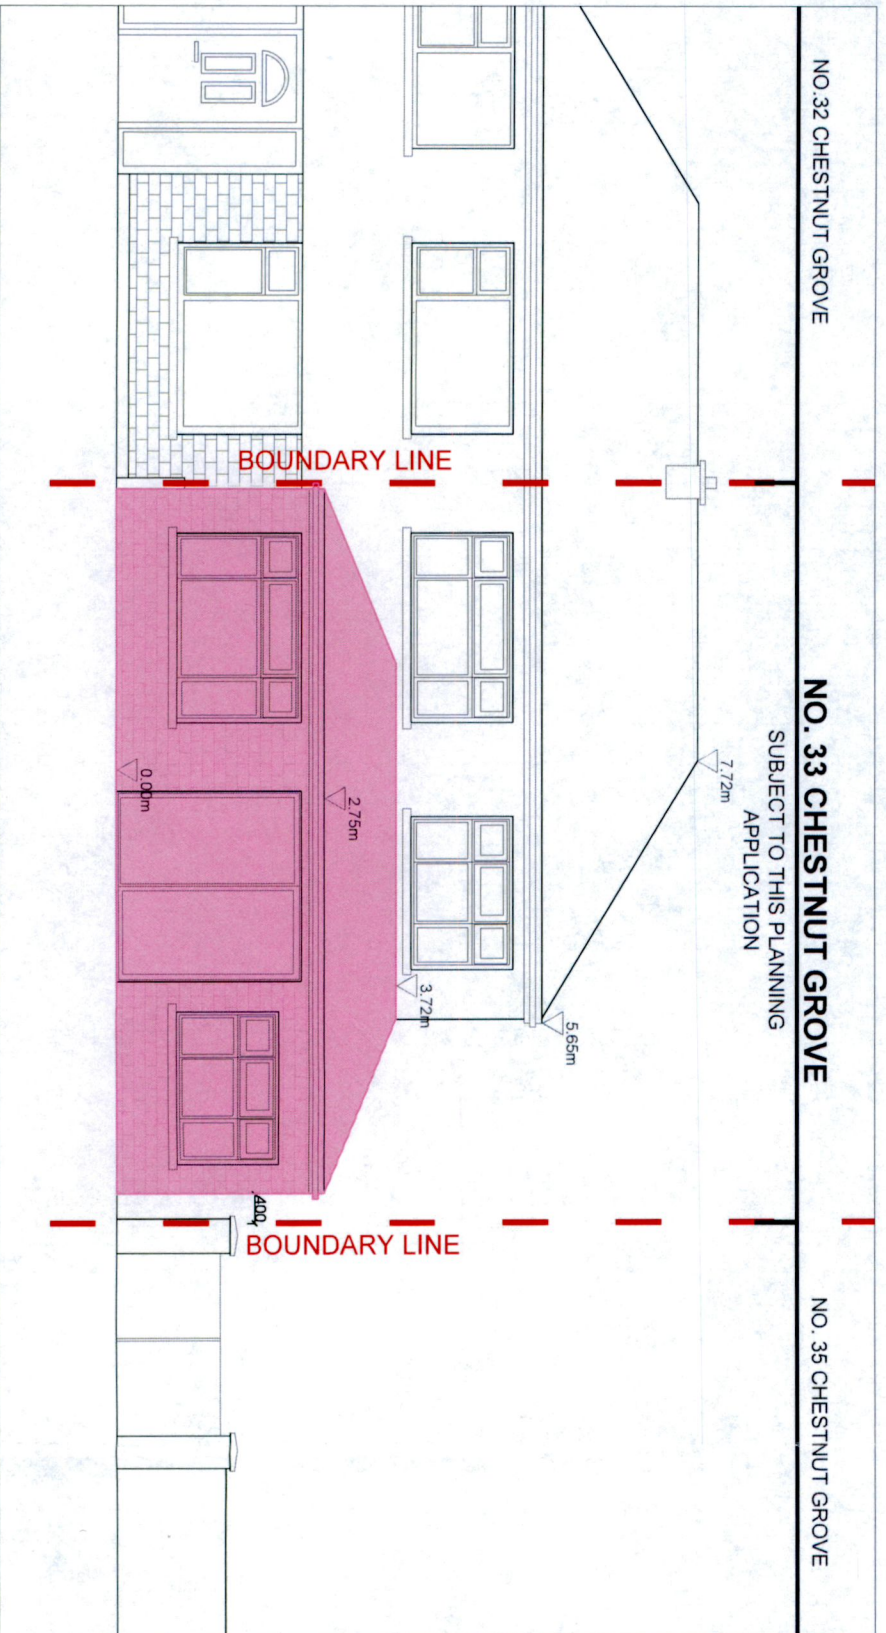 NO.32 CHESTNUT GROVE
NO. 33 CHESTNUT GROVE
SUBJECT TO THIS PLANNING
APPLICATION
NO. 35 CHESTNUT GROVE
7.72m
5.65m
3.72m
2.75m
0.00m
400
BOUNDARY LINE
BOUNDARY LINE